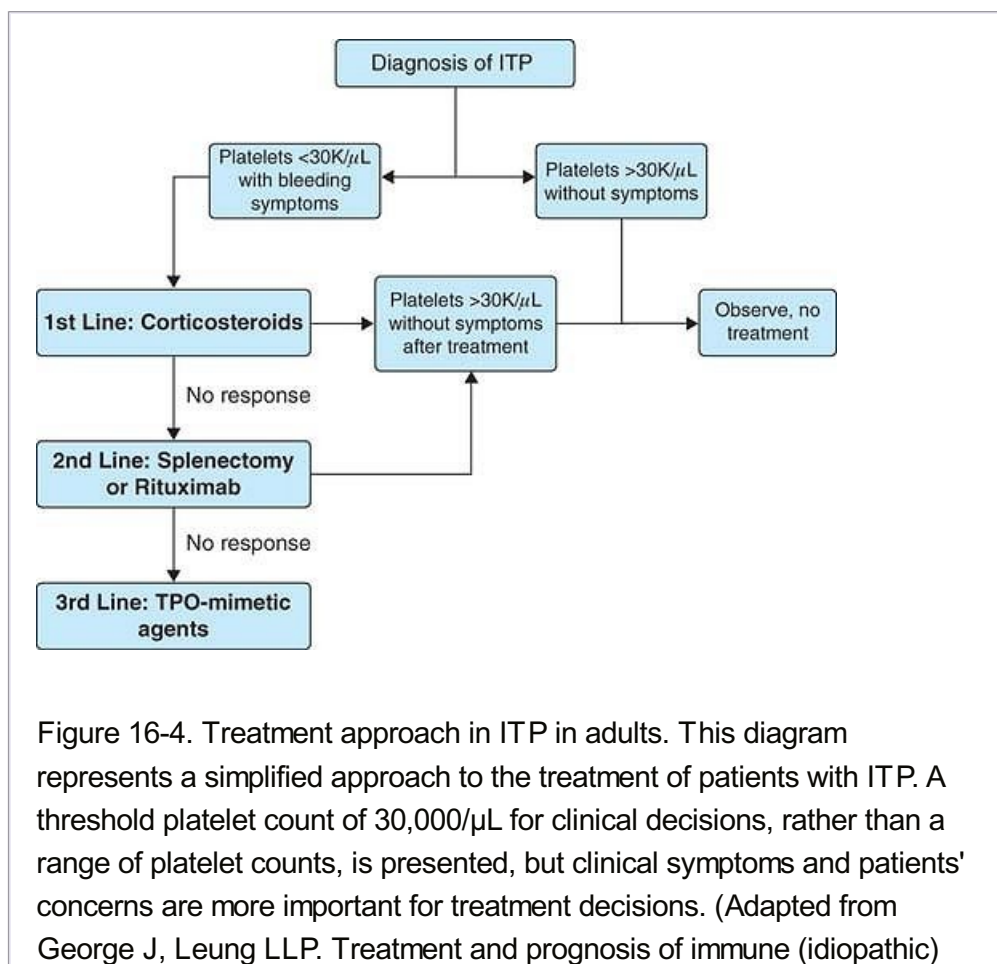 Diagnosis of ITP
Platelets <30K/μL
with bleeding
symptoms
Platelets >30K/μL
without symptoms
1st Line: Corticosteroids
Platelets >30K/μL
without symptoms
after treatment
Observe, no
treatment
No response
2nd Line: Splenectomy
or Rituximab
No response
3rd Line: TPO-mimetic
agents
Figure 16-4. Treatment approach in ITP in adults. This diagram
represents a simplified approach to the treatment of patients with ITP. A
threshold platelet count of 30,000/μL for clinical decisions, rather than a
range of platelet counts, is presented, but clinical symptoms and patients'
concerns are more important for treatment decisions. (Adapted from
George J, Leung LLP. Treatment and prognosis of immune (idiopathic)